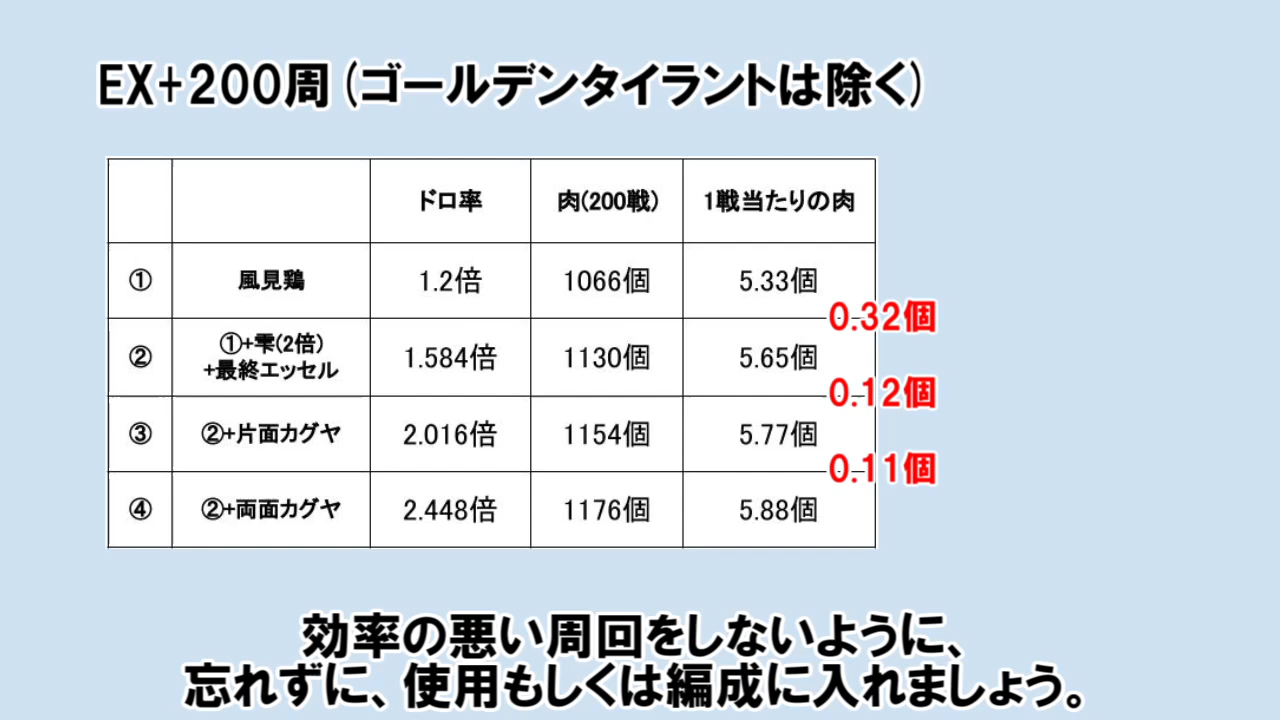 EX+200周(ゴールデンタイラントは除く)
ドロ率 肉(200戦) 1戦当たりの肉
① 風見鶏 1.2倍 1066個 5.33個
0.32個
② ①+雫(2倍)
+最終エッセル 1.584倍 1130個 5.65個
0.12個
③ ②+片面カグヤ 2.016倍 1154個 5.77個
0.11個
④ ②+両面カグヤ 2.448倍 1176個 5.88個
効率の悪い周回をしないように、
忘れずに、使用もしくは編成に入れましょう。